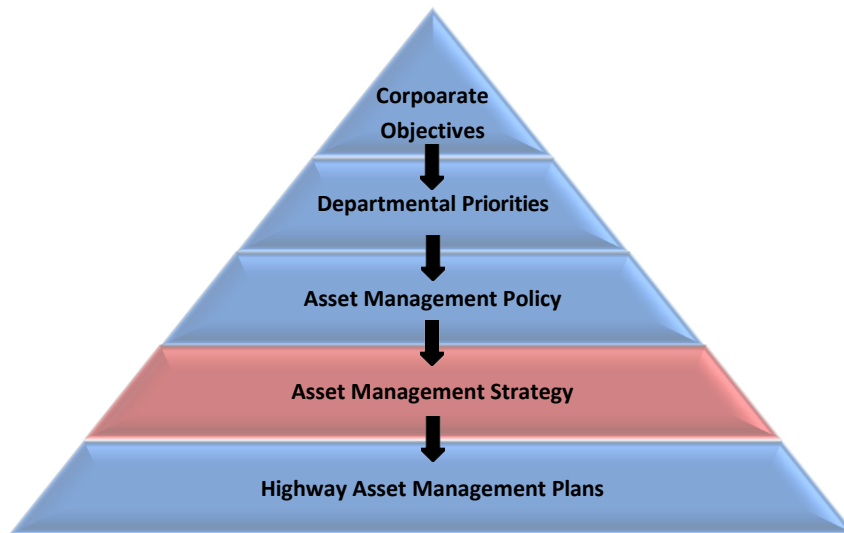 Corpoarate
Objectives
Departmental Priorities
Asset Management Policy
Asset Management Strategy
Highway Asset Management Plans